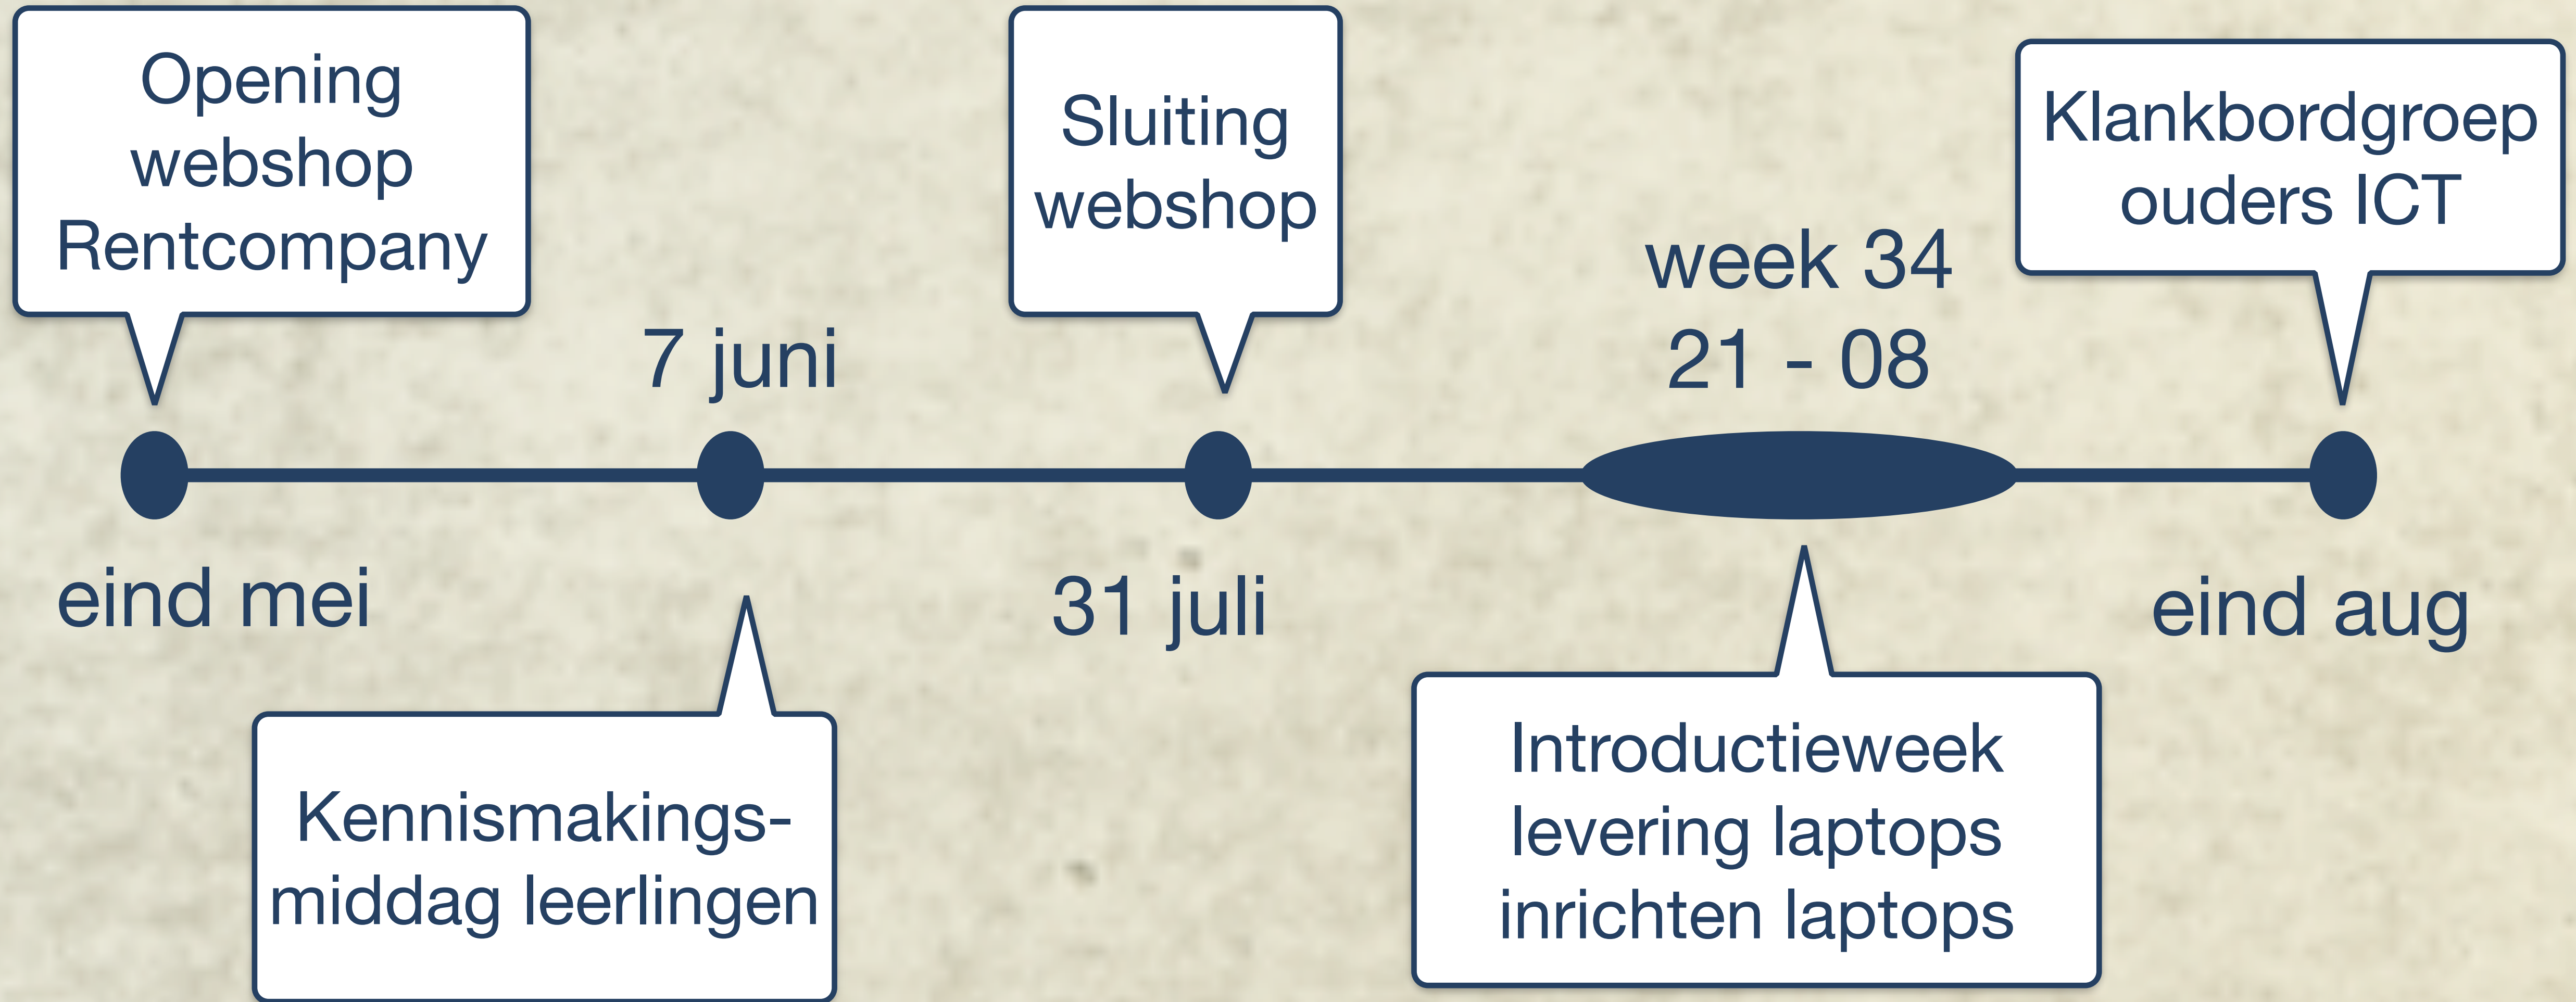 Opening
webshop
Rentcompany
eind mei
7 juni
Kennismakings-
middag leerlingen
Sluiting
webshop
31 juli
week 34
21 - 08
Introductieweek
levering laptops
inrichten laptops
Klankbordgroep
ouders ICT
eind aug